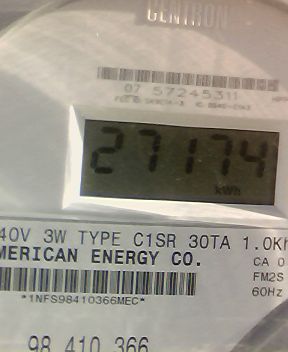 CENTRON
07 57245311
27174
kWh
40V 3W TYPE C1SR 30TA 1.0Kh
MERICAN ENERGY CO.
CA 0
FM2S
60Hz
*1NFS98410366MEC*
98 410 366